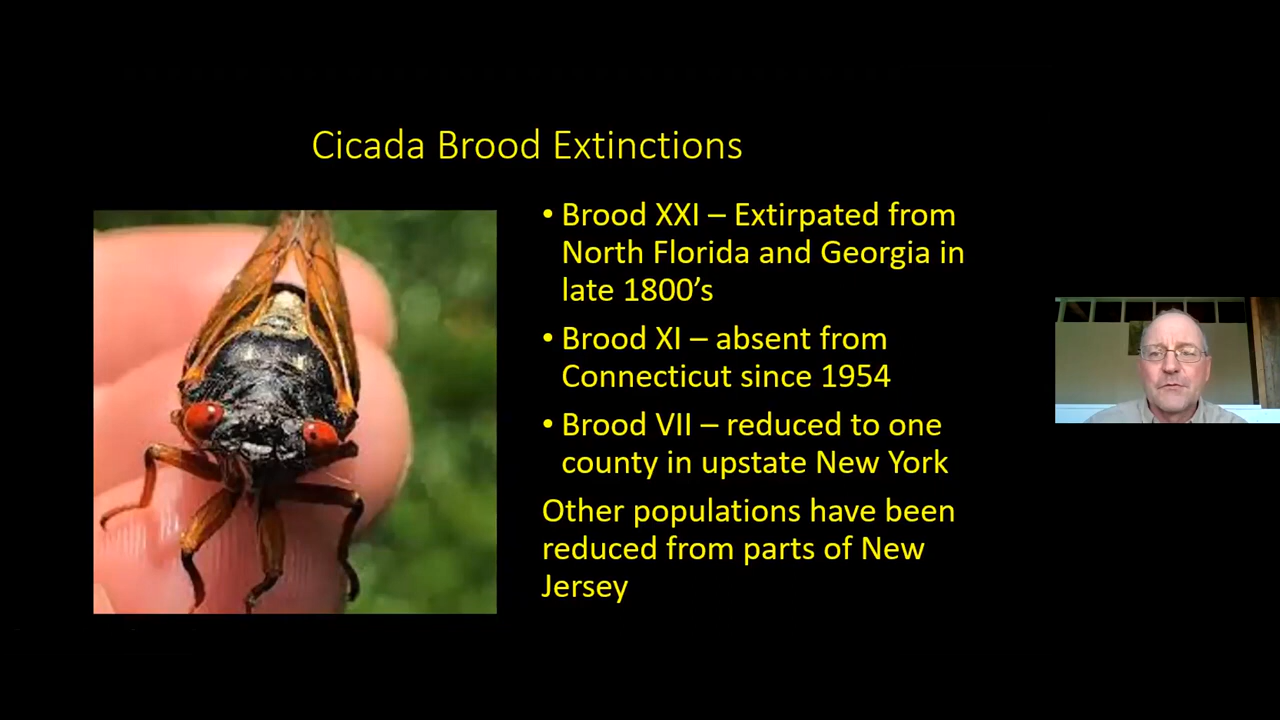 Cicada Brood Extinctions
• Brood XXI – Extirpated from
North Florida and Georgia in
late 1800’s
• Brood XI – absent from
Connecticut since 1954
• Brood VII – reduced to one
county in upstate New York
Other populations have been
reduced from parts of New
Jersey